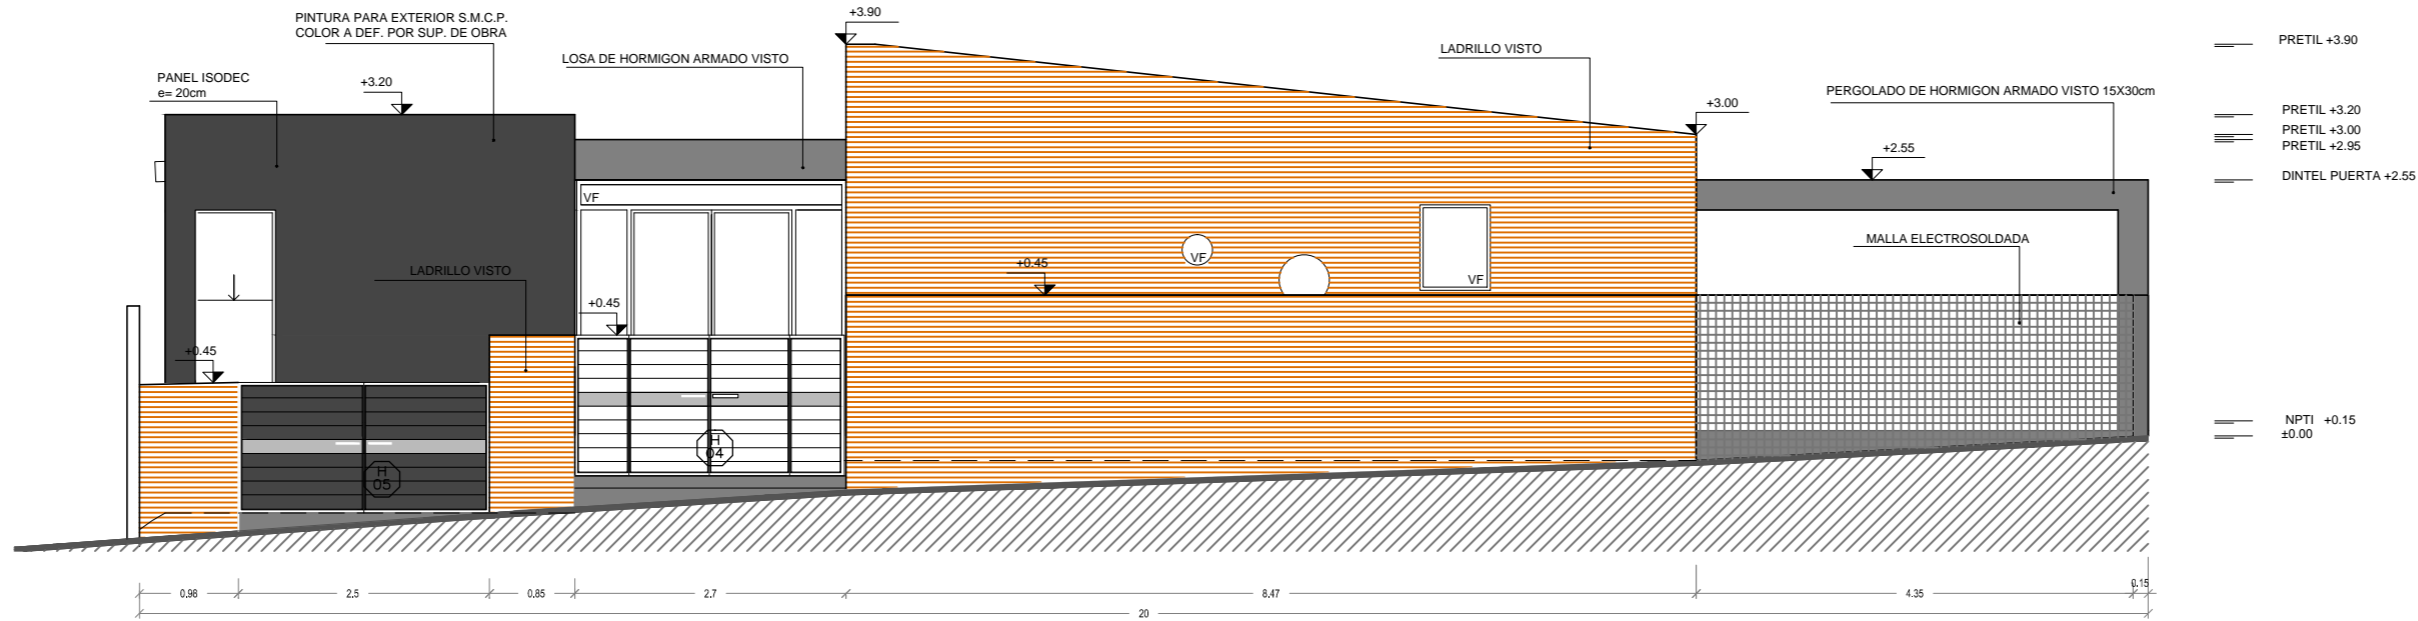 +3.90
PINTURA PARA EXTERIOR S.M.C.P.
COLOR A DEF. POR SUP. DE OBRA
LOSA DE HORMIGON ARMADO VISTO
LADRILLO VISTO
PRETIL +3.90
PANEL ISODEC
e= 20cm
+3.20
PERGOLADO DE HORMIGON ARMADO VISTO 15X30cm
+3.00
PRETIL +3.20
PRETIL +3.00
PRETIL +2.95
+2.55
DINTEL PUERTA +2.55
VF
MALLA ELECTROSOLDADA
VF
LADRILLO VISTO
+0.45
VF
+0.45
+0.45
NPTI +0.15
±0.00
H
04
H
05
0.98
2.5
0.85
2.7
8.47
4.35
0.15
20